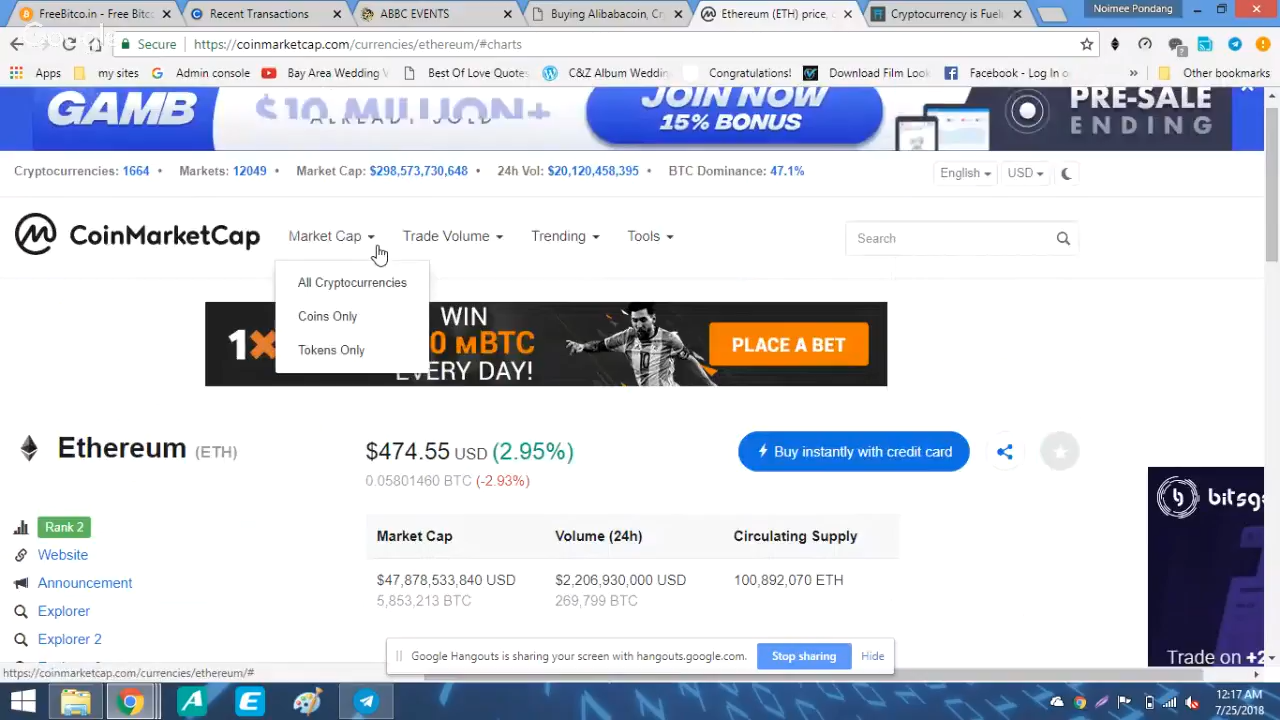 FreeBitco.in - Free Bitc
Recent Transactions
ABBC EVENTS
Buying Alibabacoin, Cr
Ethereum (ETH) price, c
Cryptocurrency is Fuel
Noimee Pondang
Secure
https://coinmarketcap.com/currencies/ethereum/#charts
Apps
my sites
Admin console
Bay Area Wedding
Best Of Love Quotes
C&Z Album Weddin
Congratulations!
Download Film Look
Facebook - Log In o
»
Other bookmarks
GAMB
$10 MILLION+
ALREADY SOLD
JOIN NOW
15% BONUS
PRE-SALE
ENDING
Cryptocurrencies: 1664 • Markets: 12049 • Market Cap: $298,573,730,648 • 24h Vol: $20,120,458,395 • BTC Dominance: 47.1%
English
USD
CoinMarketCap
Market Cap
Trade Volume
Trending
Tools
Search
All Cryptocurrencies
Coins Only
Tokens Only
1X
WIN
0 mBTC
EVERY DAY!
PLACE A BET
Ethereum (ETH)
$474.55 USD (2.95%)
0.05801460 BTC (-2.93%)
Buy instantly with credit card
Rank 2
Website
Announcement
Explorer
Explorer 2
Market Cap
Volume (24h)
Circulating Supply
$47,878,533,840 USD
$2,206,930,000 USD
100,892,070 ETH
5,853,213 BTC
269,799 BTC
bitsg
Trade on +2
Google Hangouts is sharing your screen with hangouts.google.com.
Stop sharing
Hide
https://coinmarketcap.com/currencies/ethereum/#
12:17 AM
7/25/2018